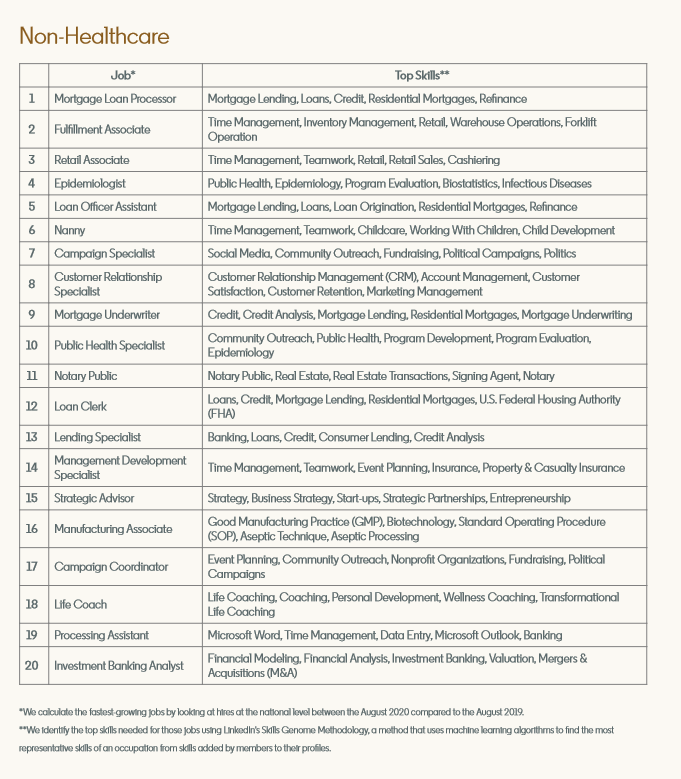 Non-Healthcare
Job* Top Skills**
1 Mortgage Loan Processor Mortgage Lending, Loans, Credit, Residential Mortgages, Refinance
2 Fulfillment Associate Time Management, Inventory Management, Retail, Warehouse Operations, Forklift
Operation
3 Retail Associate Time Management, Teamwork, Retail, Retail Sales, Cashiering
4 Epidemiologist Public Health, Epidemiology, Program Evaluation, Biostatistics, Infectious Diseases
5 Loan Officer Assistant Mortgage Lending, Loans, Loan Origination, Residential Mortgages, Refinance
6 Nanny Time Management, Teamwork, Childcare, Working With Children, Child Development
7 Campaign Specialist Social Media, Community Outreach, Fundraising, Political Campaigns, Politics
8 Customer Relationship
Specialist
Customer Relationship Management (CRM), Account Management, Customer
Satisfaction, Customer Retention, Marketing Management
9 Mortgage Underwriter Credit, Credit Analysis, Mortgage Lending, Residential Mortgages, Mortgage Underwriting
10 Public Health Specialist Community Outreach, Public Health, Program Development, Program Evaluation,
Epidemiology
11 Notary Public Notary Public, Real Estate, Real Estate Transactions, Signing Agent, Notary
12 Loan Clerk Loans, Credit, Mortgage Lending, Residential Mortgages, U.S. Federal Housing Authority
(FHA)
13 Lending Specialist Banking, Loans, Credit, Consumer Lending, Credit Analysis
14 Management Development
Specialist
Time Management, Teamwork, Event Planning, Insurance, Property & Casualty Insurance
15 Strategic Advisor Strategy, Business Strategy, Start-ups, Strategic Partnerships, Entrepreneurship
16 Manufacturing Associate Good Manufacturing Practice (GMP), Biotechnology, Standard Operating Procedure
(SOP), Aseptic Technique, Aseptic Processing
17 Campaign Coordinator Event Planning, Community Outreach, Nonprofit Organizations, Fundraising, Political
Campaigns
18 Life Coach Life Coaching, Coaching, Personal Development, Wellness Coaching, Transformational
Life Coaching
19 Processing Assistant Microsoft Word, Time Management, Data Entry, Microsoft Outlook, Banking
20 Investment Banking Analyst Financial Modeling, Financial Analysis, Investment Banking, Valuation, Mergers &
Acquisitions (M&A)
*We calculate the fastest-growing jobs by looking at hires at the national level between the August 2020 compared to the August 2019.
**We identify the top skills needed for those jobs using LinkedIn's Skills Genome Methodology, a method that uses machine learning algorithms to find the most
representative skills of an occupation from skills added by members to their profiles.